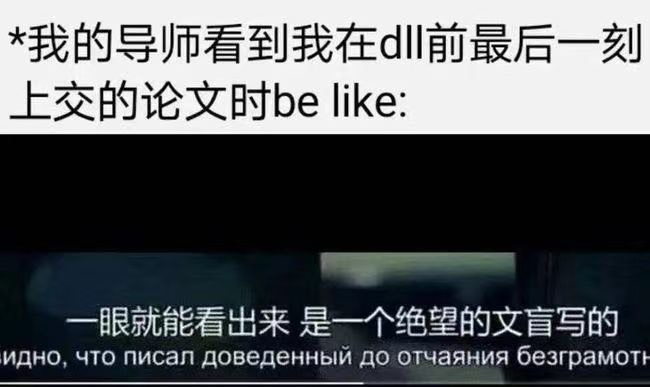 *我的导师看到我在dll前最后一刻
上交的论文时be like:
一眼就能看出来 是一个绝望的文盲写的
видно, что писал доведенный до отчаяния безграмотн